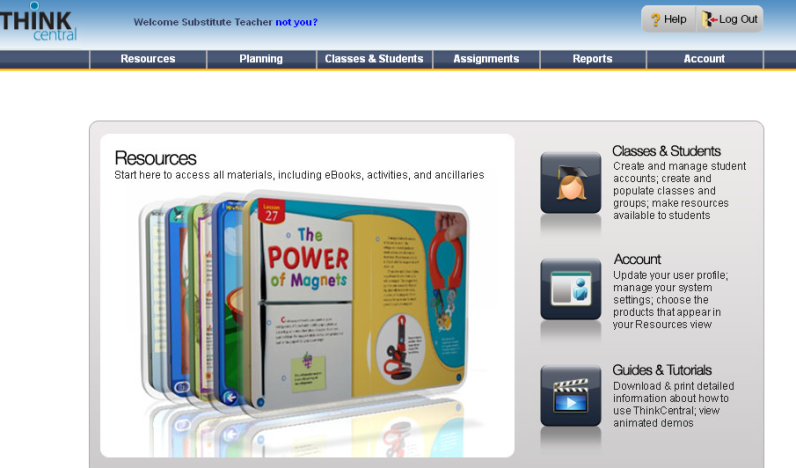 THINK
central
Welcome Substitute Teacher not you?
Help
Log Out
Resources
Planning
Classes & Students
Assignments
Reports
Account
Resources
Start here to access all materials, including eBooks, activities, and ancillaries
Lesson
27
The
POWER
of Magnets
Classes & Students
Create and manage student
accounts; create and
populate classes and
groups; make resources
available to students
Account
Update your user profile;
manage your system
settings; choose the
products that appear in
your Resources view
Guides & Tutorials
Download & print detailed
information about how to
use ThinkCentral; view
animated demos